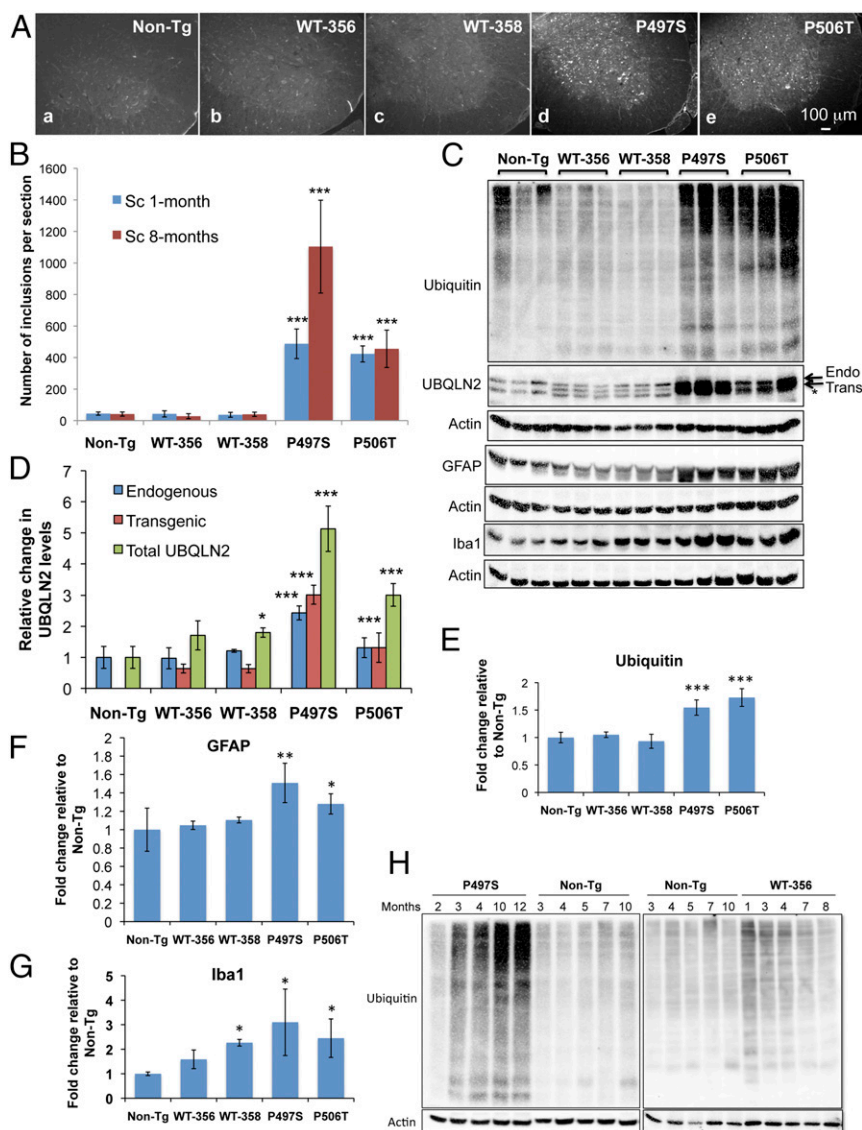 A
Non-Tg
WT-356
WT-358
P497S
P506T
a
b
c
d
e
100 μm
B
Number of inclusions per section
1600
1400
1200
1000
800
600
400
200
0
Sc 1-month
Sc 8-months
***
***
***
***
Non-Tg
WT-356
WT-358
P497S
P506T
C
Non-Tg
WT-356
WT-358
P497S
P506T
Ubiquitin
UBQLN2
Endo
Trans
*
Actin
GFAP
Actin
Iba1
Actin
D
Relative change in
UBQLN2 levels
7
6
5
4
3
2
1
0
Endogenous
Transgenic
Total UBQLN2
*
***
***
***
***
***
Non-Tg
WT-356
WT-358
P497S
P506T
E
Ubiquitin
Fold change relative
to Non-Tg
2
1.5
1
0.5
0
***
***
Non-Tg
WT-356
WT-358
P497S
P506T
F
GFAP
Fold change relative to
Non-Tg
2
1.8
1.6
1.4
1.2
1
0.8
0.6
0.4
0.2
0
**
*
Non-Tg
WT-356
WT-358
P497S
P506T
G
Iba1
Fold change relative to
Non-Tg
5
4
3
2
1
0
*
*
*
Non-Tg
WT-356
WT-358
P497S
P506T
H
P497S
Non-Tg
Non-Tg
WT-356
Months
2 3 4 10 12 3 4 5 7 10
3 4 5 7 10 1 3 4 7 8
Ubiquitin
Actin